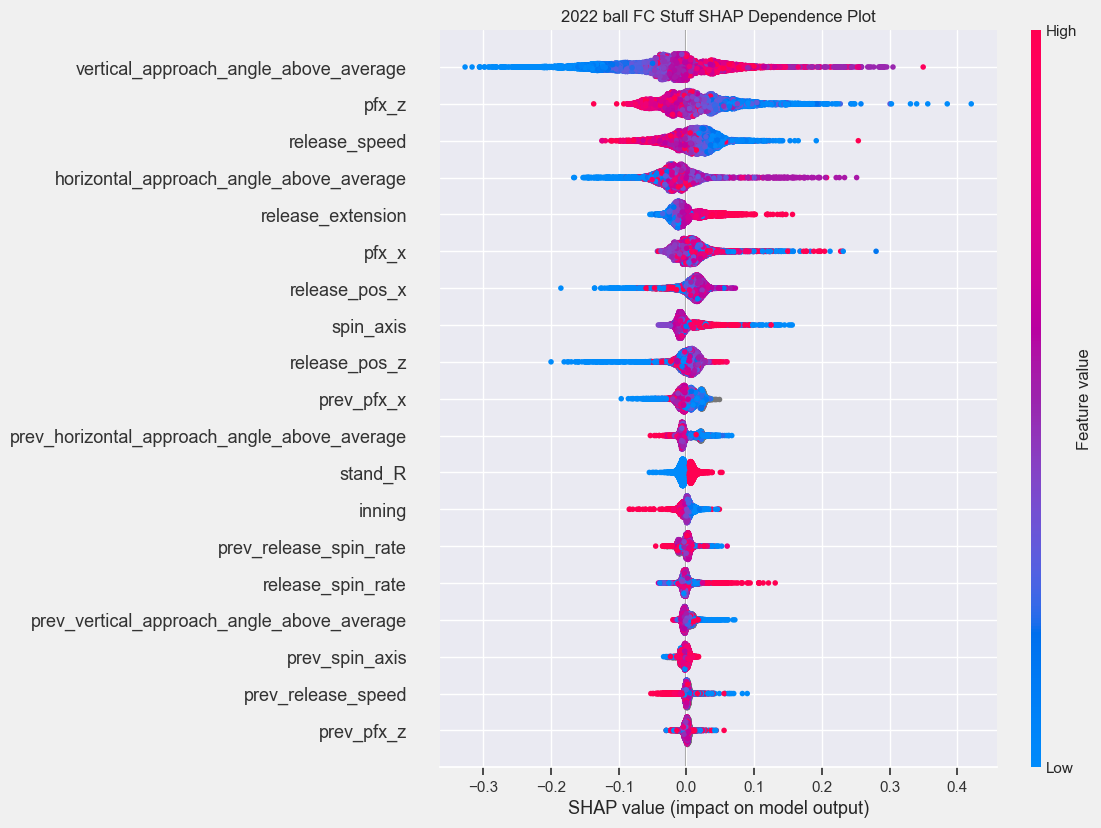 2022 ball FC Stuff SHAP Dependence Plot
High
vertical_approach_angle_above_average
pfx_z
release_speed
horizontal_approach_angle_above_average
release_extension
pfx_x
release_pos_x
spin_axis
release_pos_z
prev_pfx_x
prev_horizontal_approach_angle_above_average
stand_R
inning
prev_release_spin_rate
release_spin_rate
prev_vertical_approach_angle_above_average
prev_spin_axis
prev_release_speed
prev_pfx_z
Feature value
Low
−0.3 −0.2 −0.1 0.0 0.1 0.2 0.3 0.4
SHAP value (impact on model output)